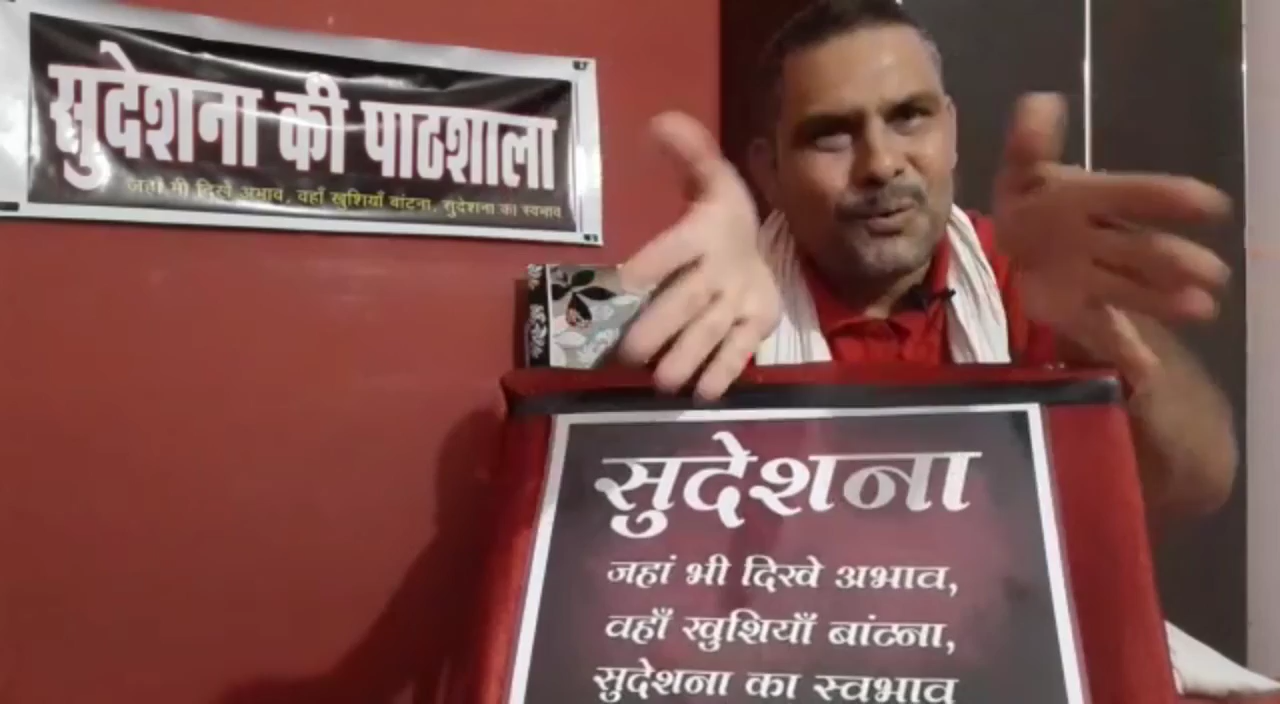 सुदेशना की पाठशाला
जहां भी दिखे अभाव, वहाँ खुशियाँ बांटना, सुदेशना का स्वभाव
सुदेशना
जहां भी दिखे अभाव,
वहाँ खुशियाँ बांटना,
सुदेशना का स्वभाव